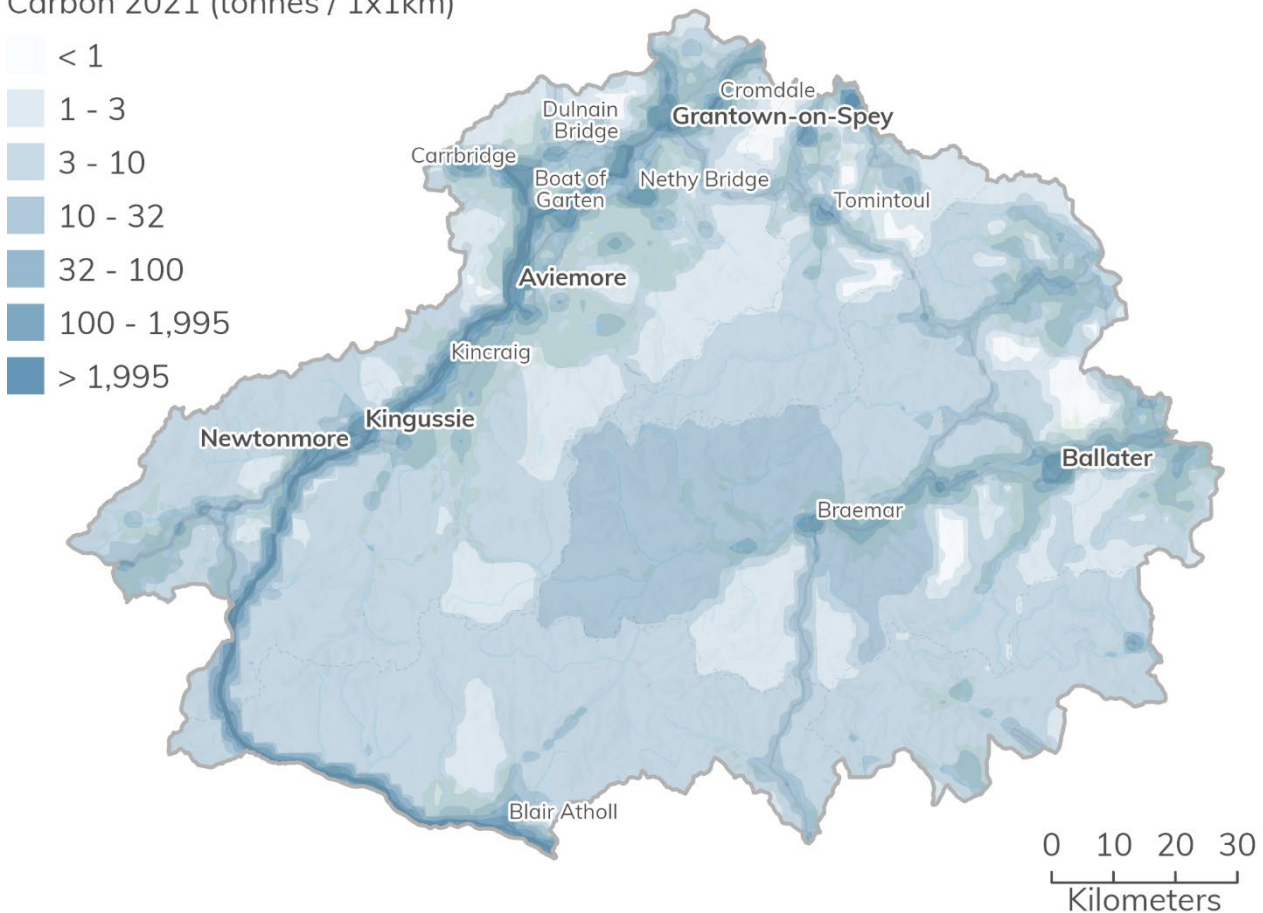 Carbon 2021 (tonnes / 1x1km)
< 1
1 - 3
3 - 10
10 - 32
32 - 100
100 - 1,995
> 1,995
Cromdale
Dulnain
Bridge
Grantown-on-Spey
Carrbridge
Boat of
Garten
Nethy Bridge
Tomintoul
Aviemore
Kincraig
Kingussie
Newtonmore
Ballater
Braemar
Blair Atholl
0 10 20 30
Kilometers